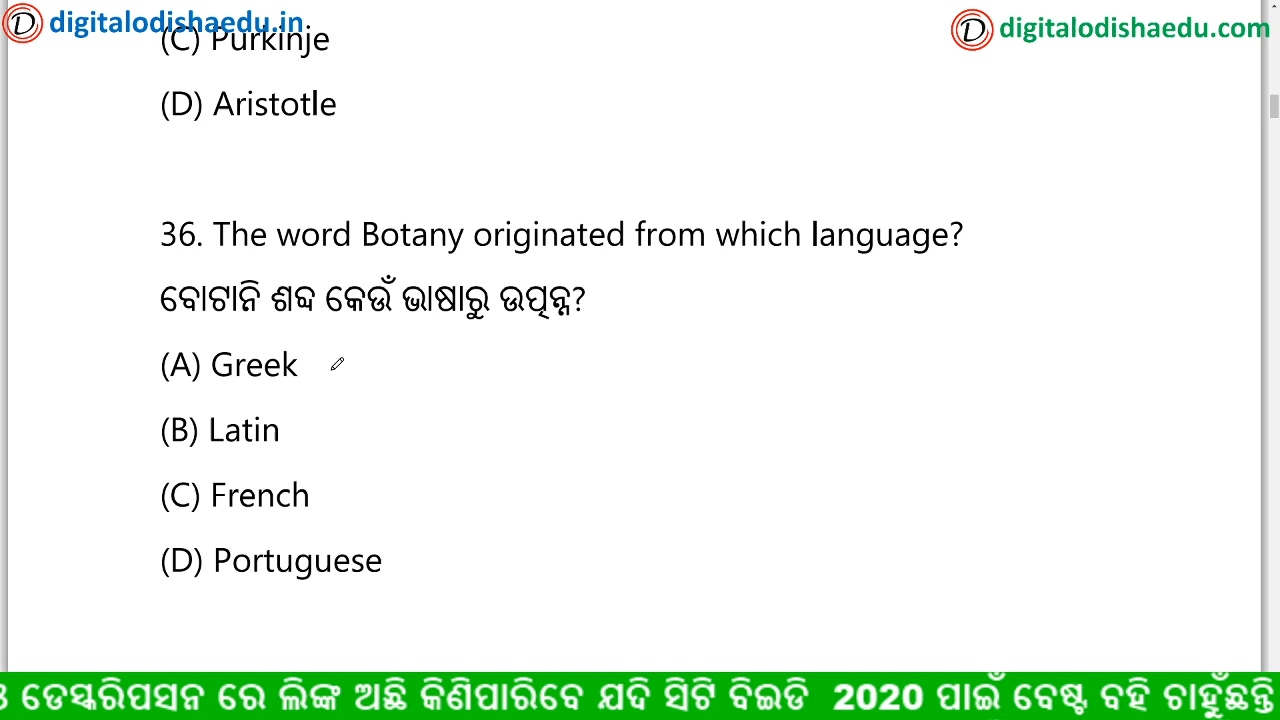 digitalodishaedu.in
digitalodishaedu.com
(C) Purkinje
(D) Aristotle
36. The word Botany originated from which language?
ବୋଟାନି ଶବ୍ଦ କେଉଁ ଭାଷାରୁ ଉତ୍ପନ୍ନ?
(A) Greek
(B) Latin
(C) French
(D) Portuguese
ଡେସ୍କରିପସନ ରେ ଲିଙ୍କ ଅଛି କିଣିପାରିବେ ଯଦି ସିଟି ବିଇଡି 2020 ପାଇଁ ବେଷ୍ଟ ବହି ଚାହୁଁଛନ୍ତି